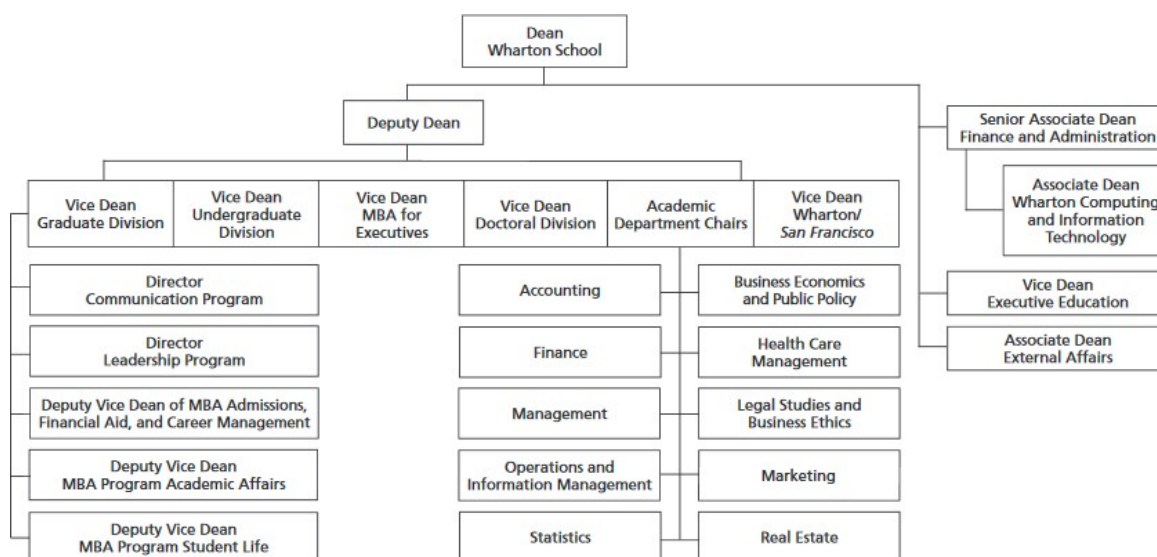 Dean
Wharton School
Deputy Dean
Senior Associate Dean
Finance and Administration
Associate Dean
Wharton Computing
and Information
Technology
Vice Dean
Executive Education
Associate Dean
External Affairs
Vice Dean
Graduate Division
Vice Dean
Undergraduate
Division
Vice Dean
MBA for
Executives
Vice Dean
Doctoral Division
Academic
Department Chairs
Vice Dean
Wharton/
San Francisco
Director
Communication Program
Director
Leadership Program
Deputy Vice Dean of MBA Admissions,
Financial Aid, and Career Management
Deputy Vice Dean
MBA Program Academic Affairs
Deputy Vice Dean
MBA Program Student Life
Accounting
Finance
Management
Operations and
Information Management
Statistics
Business Economics
and Public Policy
Health Care
Management
Legal Studies and
Business Ethics
Marketing
Real Estate